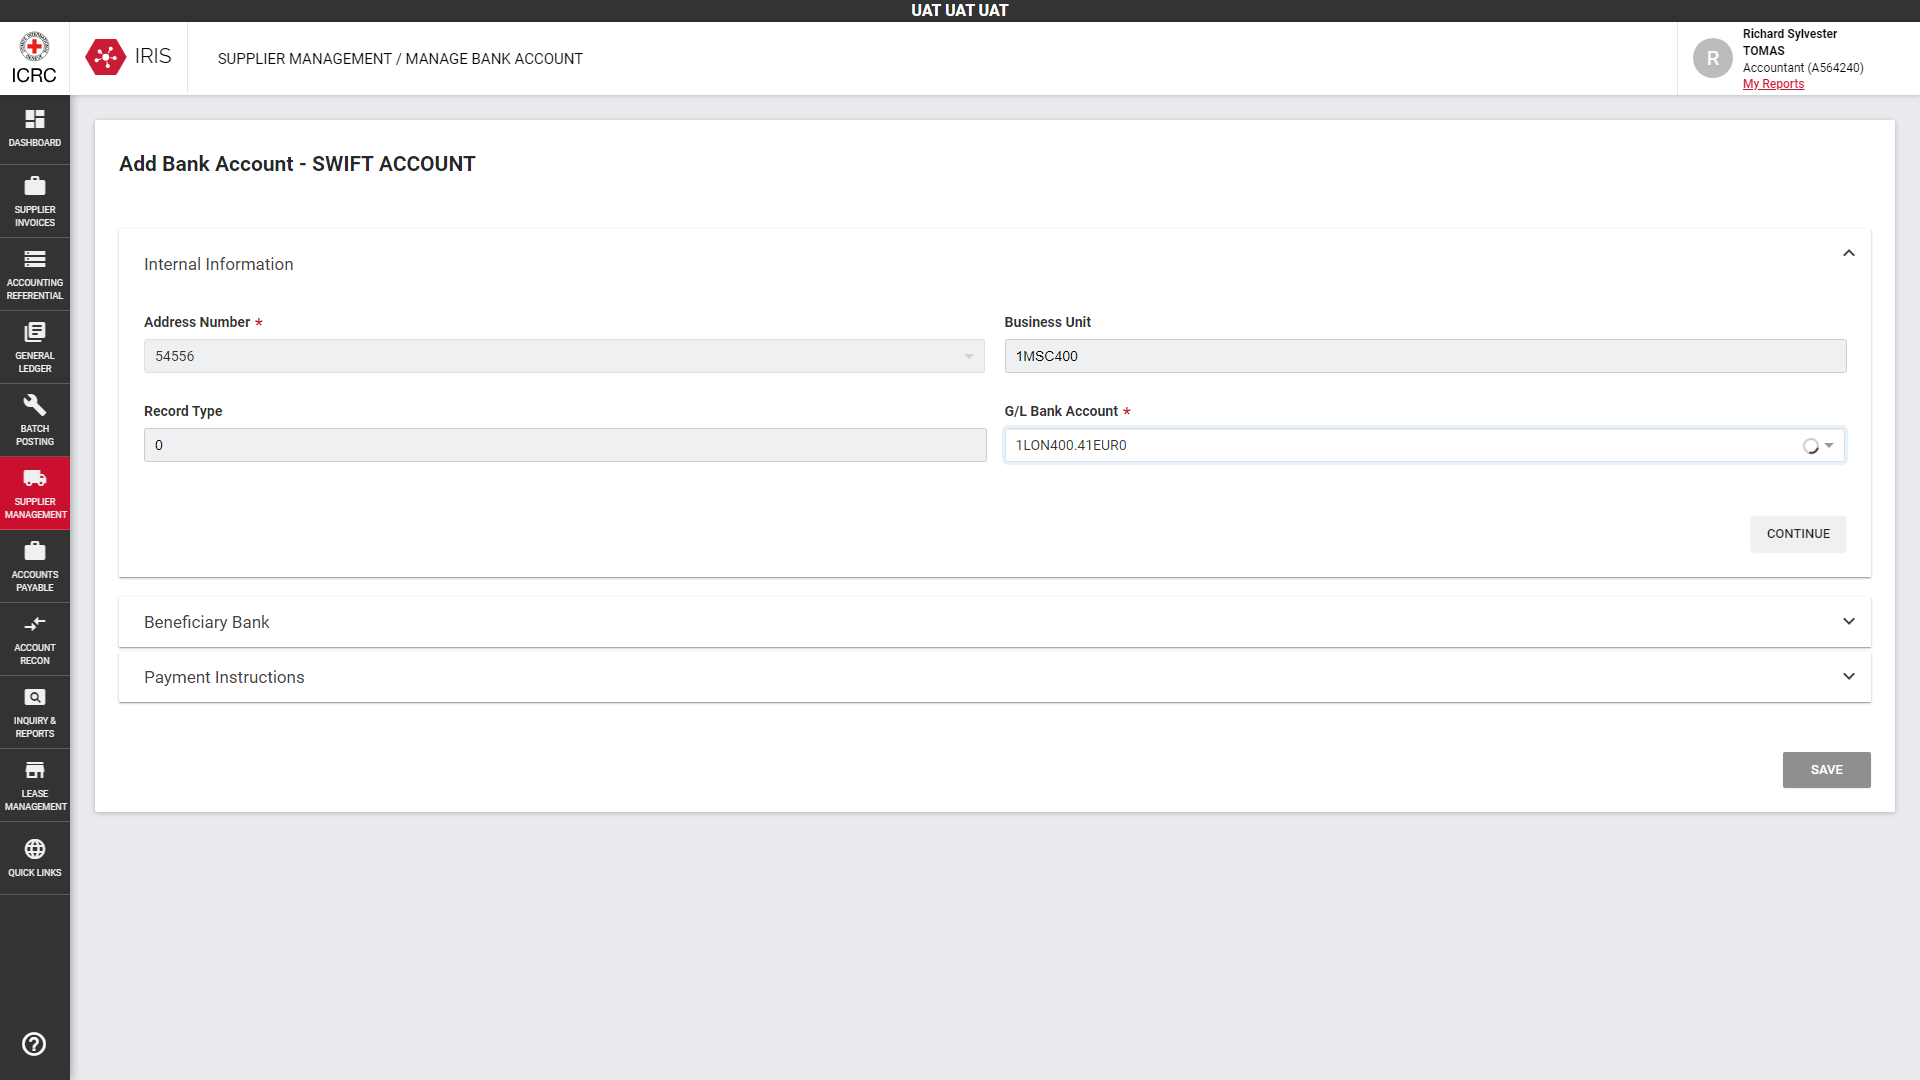 UAT UAT UAT
ICRC
IRIS
SUPPLIER MANAGEMENT / MANAGE BANK ACCOUNT
R
Richard Sylvester
TOMAS
Accountant (A564240)
My Reports
DASHBOARD
SUPPLIER
INVOICES
ACCOUNTING
REFERENTIAL
GENERAL
LEDGER
BATCH
POSTING
SUPPLIER
MANAGEMENT
ACCOUNTS
PAYABLE
ACCOUNT
RECON
INQUIRY &
REPORTS
LEASE
MANAGEMENT
QUICK LINKS
Add Bank Account - SWIFT ACCOUNT
Internal Information
Address Number *
54556
Business Unit
1MSC400
Record Type
0
G/L Bank Account *
1LON400.41EUR0
CONTINUE
Beneficiary Bank
Payment Instructions
SAVE